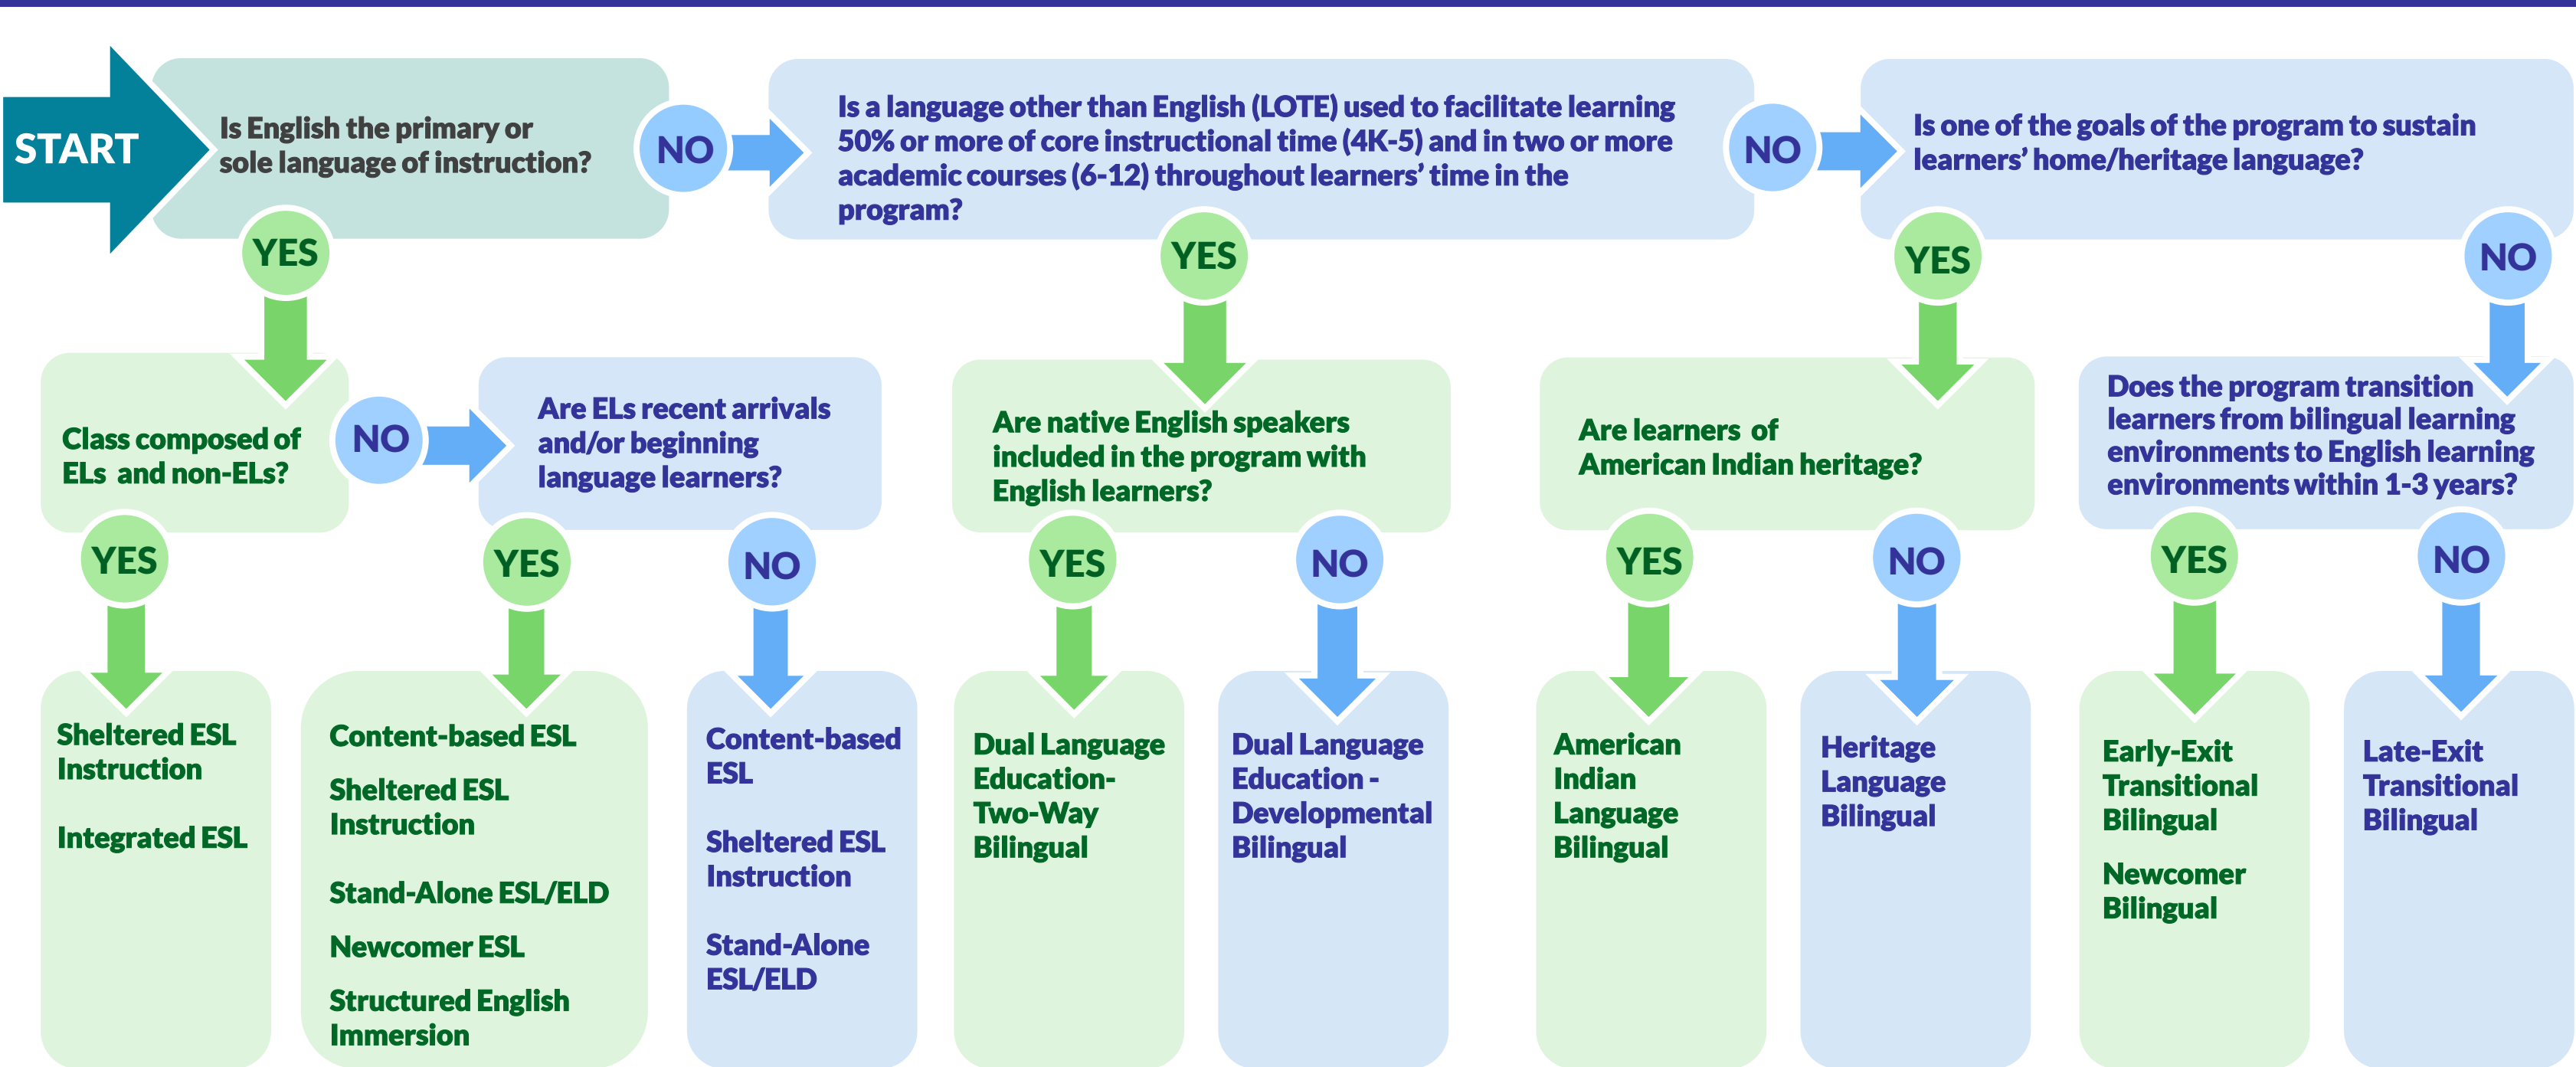 START
Is English the primary or
sole language of instruction?
NO
Is a language other than English (LOTE) used to facilitate learning
50% or more of core instructional time (4K-5) and in two or more
academic courses (6-12) throughout learners’ time in the
program?
NO
Is one of the goals of the program to sustain
learners’ home/heritage language?
YES
YES
YES
NO
Class composed of
ELs and non-ELs?
NO
Are ELs recent arrivals
and/or beginning
language learners?
Are native English speakers
included in the program with
English learners?
Are learners of
American Indian heritage?
Does the program transition
learners from bilingual learning
environments to English learning
environments within 1-3 years?
YES
YES
NO
YES
NO
YES
NO
YES
NO
Sheltered ESL
Instruction
Integrated ESL
Content-based ESL
Sheltered ESL
Instruction
Stand-Alone ESL/ELD
Newcomer ESL
Structured English
Immersion
Content-based
ESL
Sheltered ESL
Instruction
Stand-Alone
ESL/ELD
Dual Language
Education-
Two-Way
Bilingual
Dual Language
Education -
Developmental
Bilingual
American
Indian
Language
Bilingual
Heritage
Language
Bilingual
Early-Exit
Transitional
Bilingual
Newcomer
Bilingual
Late-Exit
Transitional
Bilingual